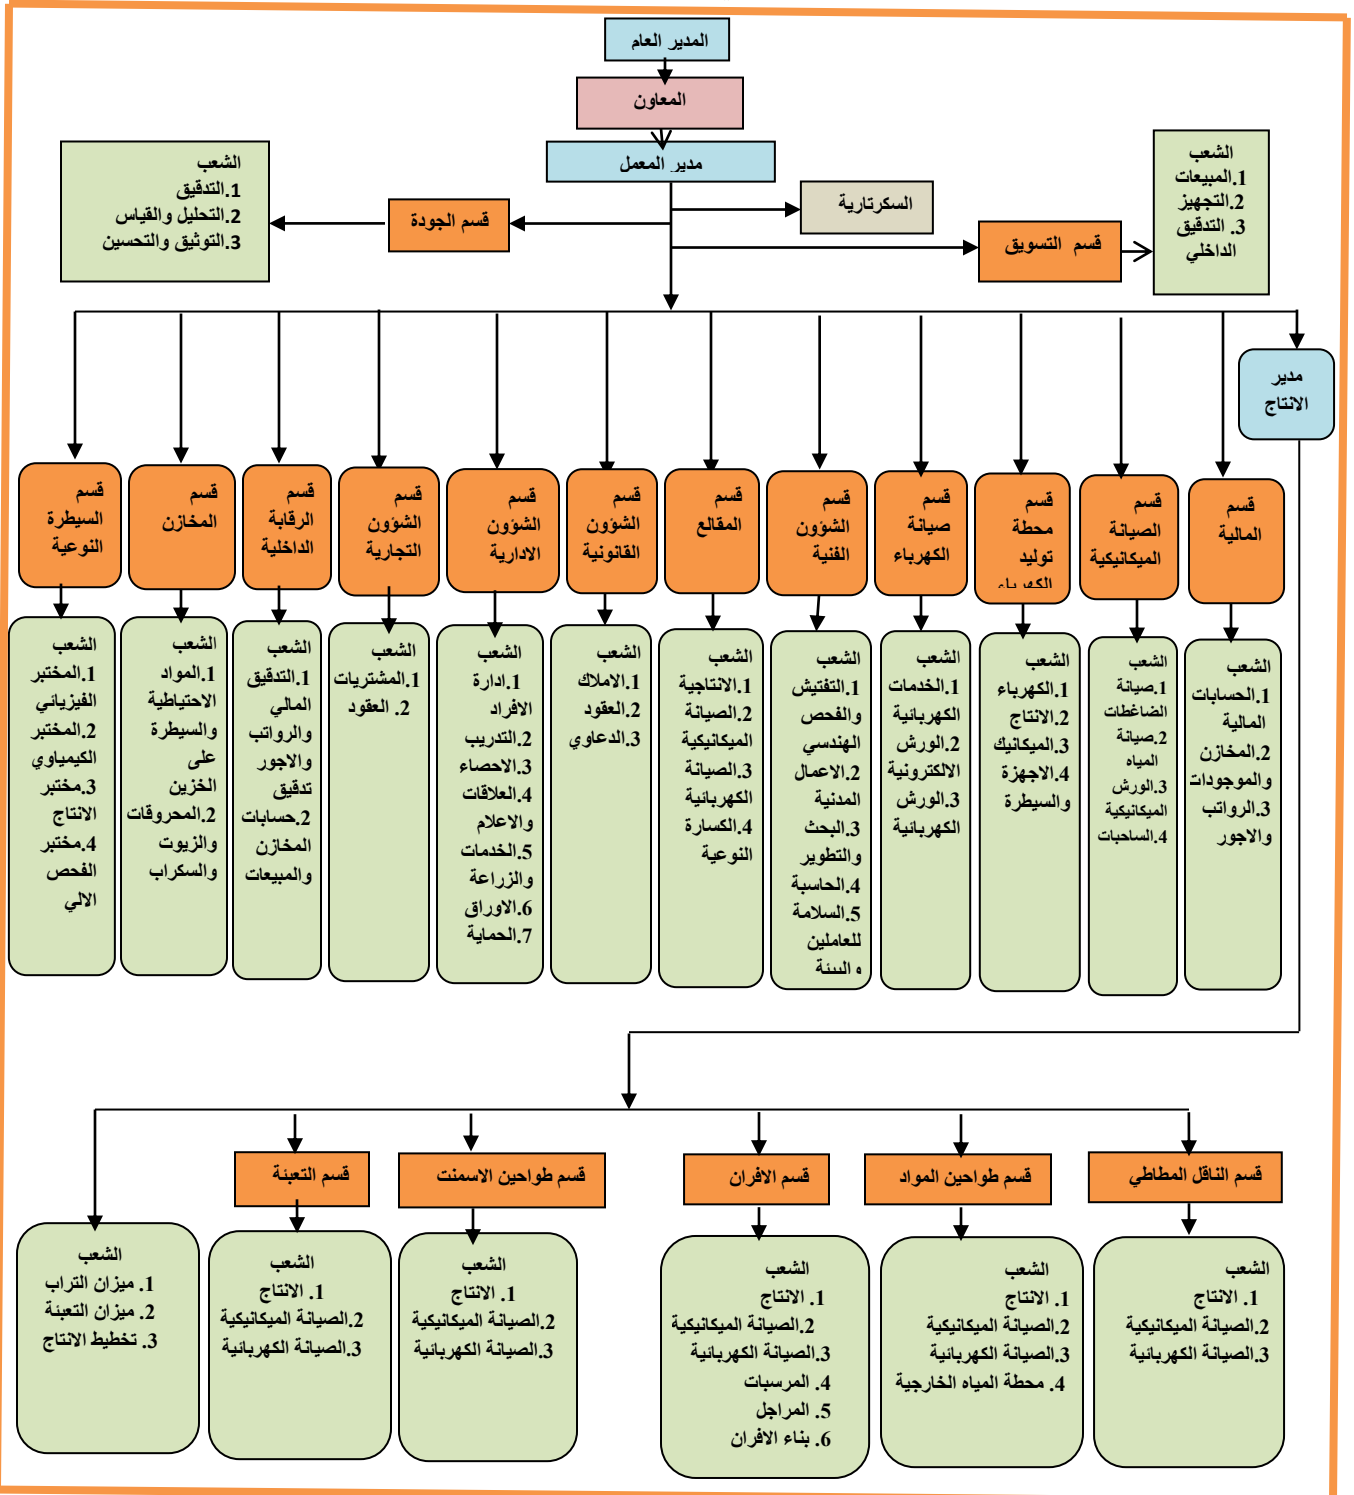 المدير العام
المعاون
مدير المعمل
السكرتارية
قسم التسويق
الشعب
1.المبيعات
2.التجهيز
3. التدقيق
الداخلي
قسم الجودة
الشعب
1.التدقيق
2.التحليل والقياس
3.التوثيق والتحسين
مدير
الانتاج
قسم
المالية
قسم
الصيانة
الميكانيكية
قسم
محطة
توليد
الكهرباء
قسم
صيانة
الكهرباء
قسم
الشؤون
الفنية
قسم
المقالع
قسم
الشؤون
القانونية
قسم
الشؤون
الادارية
قسم
الشؤون
التجارية
قسم
الرقابة
الداخلية
قسم
المخازن
قسم
السيطرة
النوعية
الشعب
1.الحسابات
المالية
2.المخازن
والموجودات
3.الرواتب
والاجور
الشعب
1.صيانة
الضاغطات
2.صيانة
المياه
3.الورش
الميكانيكية
4.الساحبات
الشعب
1.الكهرباء
2.الانتاج
3.الميكانيك
4.الاجهزة
والسيطرة
الشعب
1.الخدمات
الكهربائية
2.الورش
الالكترونية
3.الورش
الكهربائية
الشعب
1.التفتيش
والفحص
الهندسي
2.الاعمال
المدنية
3.البحث
والتطوير
4.الحاسبة
5.السلامة
للعاملين
والبيئة
الشعب
1.الانتاجية
2.الصيانة
الميكانيكية
3.الصيانة
الكهربائية
4.الكسارة
النوعية
الشعب
1.الاملاك
2.العقود
3.الدعاوي
الشعب
1.ادارة
الافراد
2.التدريب
3.الاحصاء
4.العلاقات
والاعلام
5.الخدمات
والزراعة
6.الاوراق
7.الحماية
الشعب
1.المشتريات
2. العقود
الشعب
1.التدقيق
المالي
والرواتب
والاجور
تدقيق
2.حسابات
المخازن
والمبيعات
الشعب
1.المواد
الاحتياطية
والسيطرة
على
الخزين
2.المحروقات
والزيوت
والسكراب
الشعب
1.المختبر
الفيزيائي
2.المختبر
الكيمياوي
3.مختبر
الانتاج
4.مختبر
الفحص
الالي
قسم الناقل المطاطي
قسم طواحين المواد
قسم الافران
قسم طواحين الاسمنت
قسم التعبئة
الشعب
1. الانتاج
2.الصيانة الميكانيكية
3.الصيانة الكهربائية
الشعب
1. الانتاج
2.الصيانة الميكانيكية
3.الصيانة الكهربائية
4. محطة المياه الخارجية
الشعب
1. الانتاج
2.الصيانة الميكانيكية
3.الصيانة الكهربائية
4. المرسبات
5. المراجل
6. بناء الافران
الشعب
1. الانتاج
2.الصيانة الميكانيكية
3.الصيانة الكهربائية
الشعب
1. الانتاج
2.الصيانة الميكانيكية
3.الصيانة الكهربائية
الشعب
1. ميزان التراب
2. ميزان التعبئة
3. تخطيط الانتاج